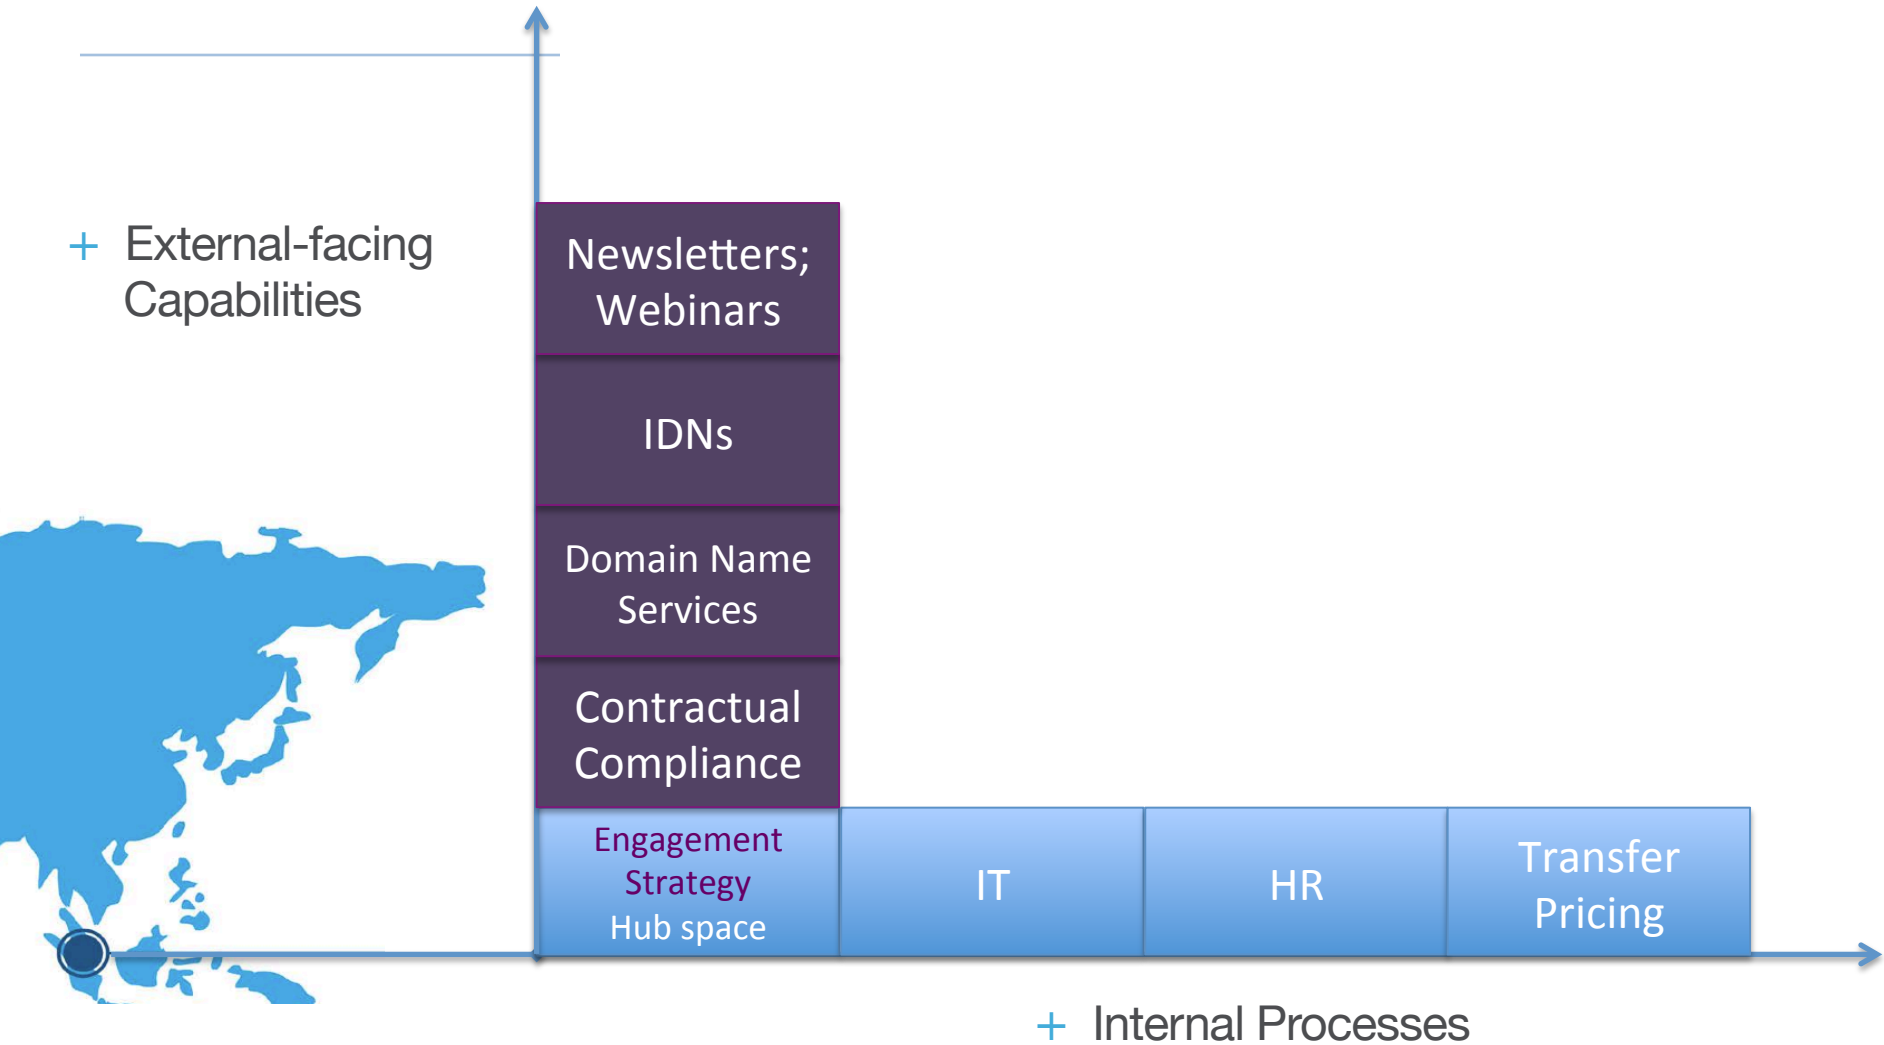 + External-facing
Capabilities
Newsletters;
Webinars
IDNs
Domain Name
Services
Contractual
Compliance
Engagement
Strategy
Hub space
IT
HR
Transfer
Pricing
+ Internal Processes